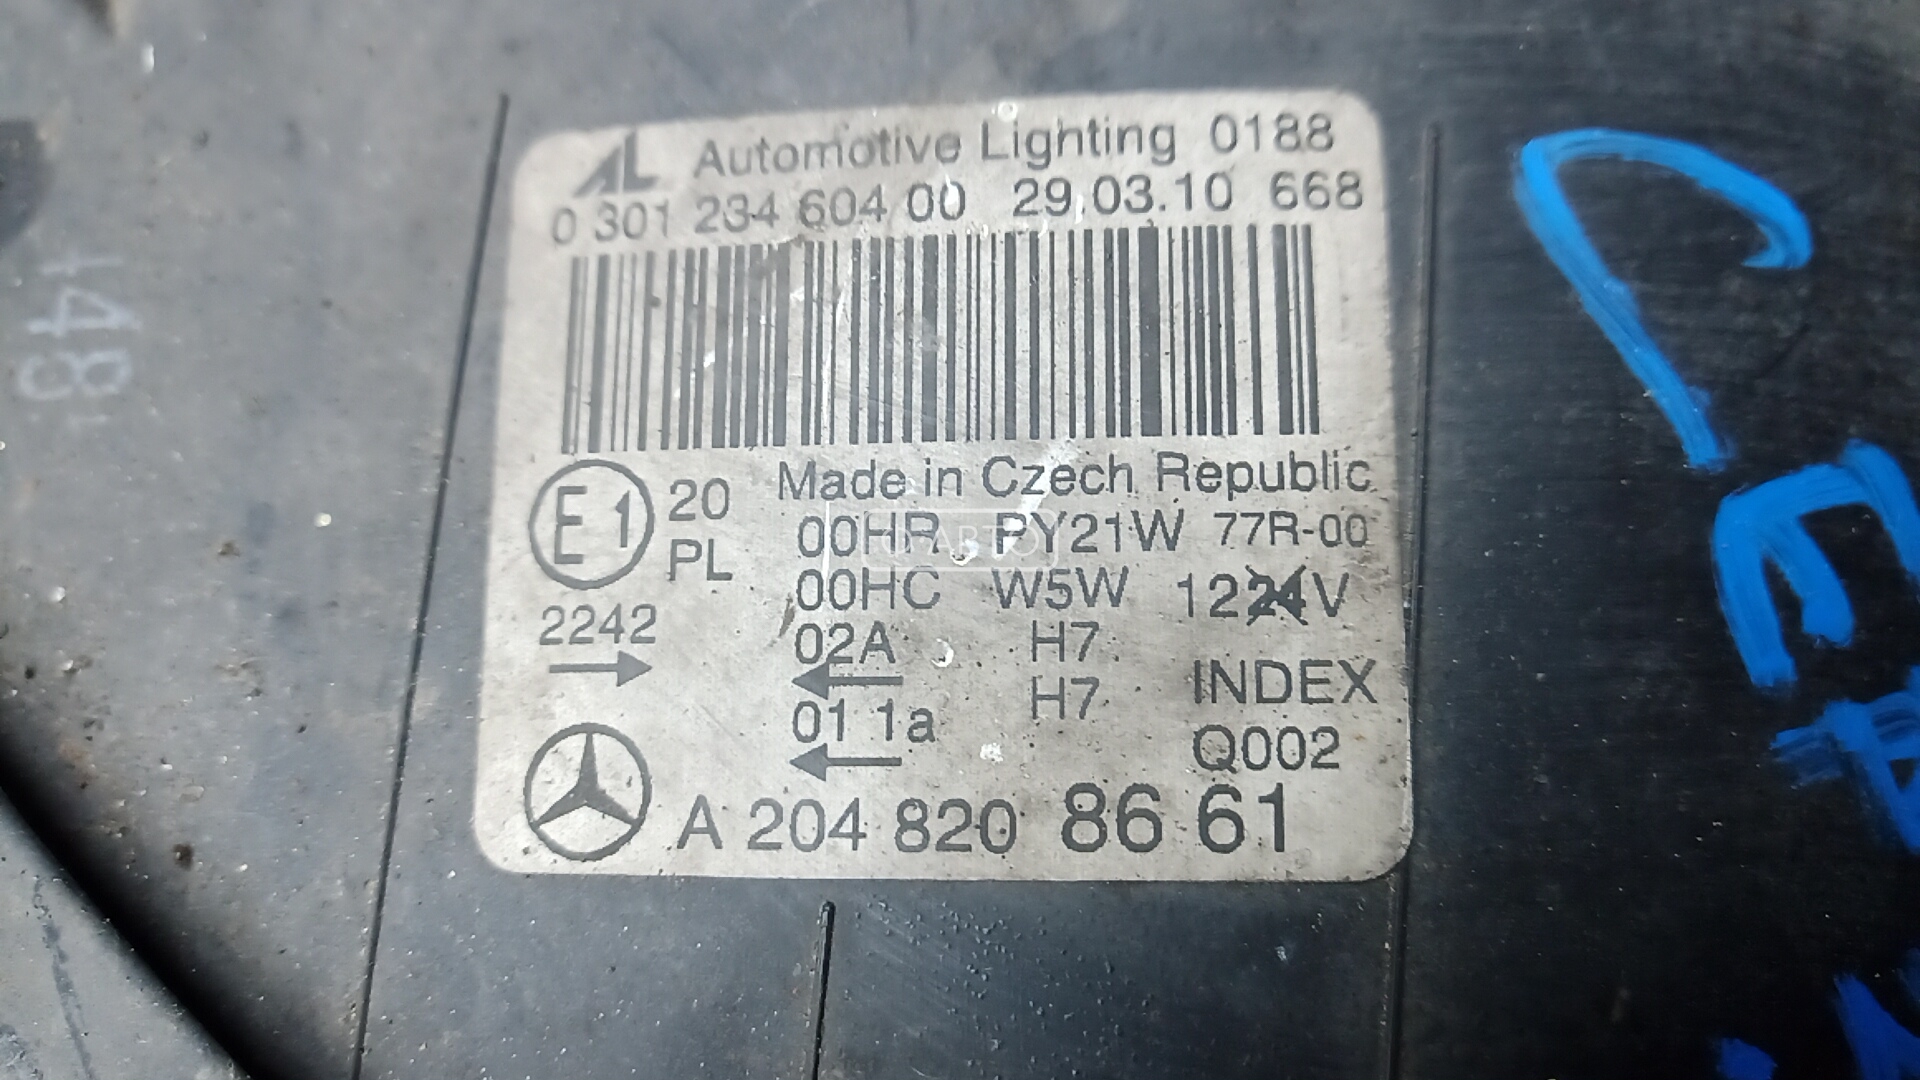 AL Automotive Lighting 0188
0 301 234 604 00 29.03.10 668
E1 20 PL
2242
Made in Czech Republic
00HR PY21W 77R-00
00HC W5W 1224V
02A H7
01 1a H7
INDEX
Q002
A 204 820 86 61
148